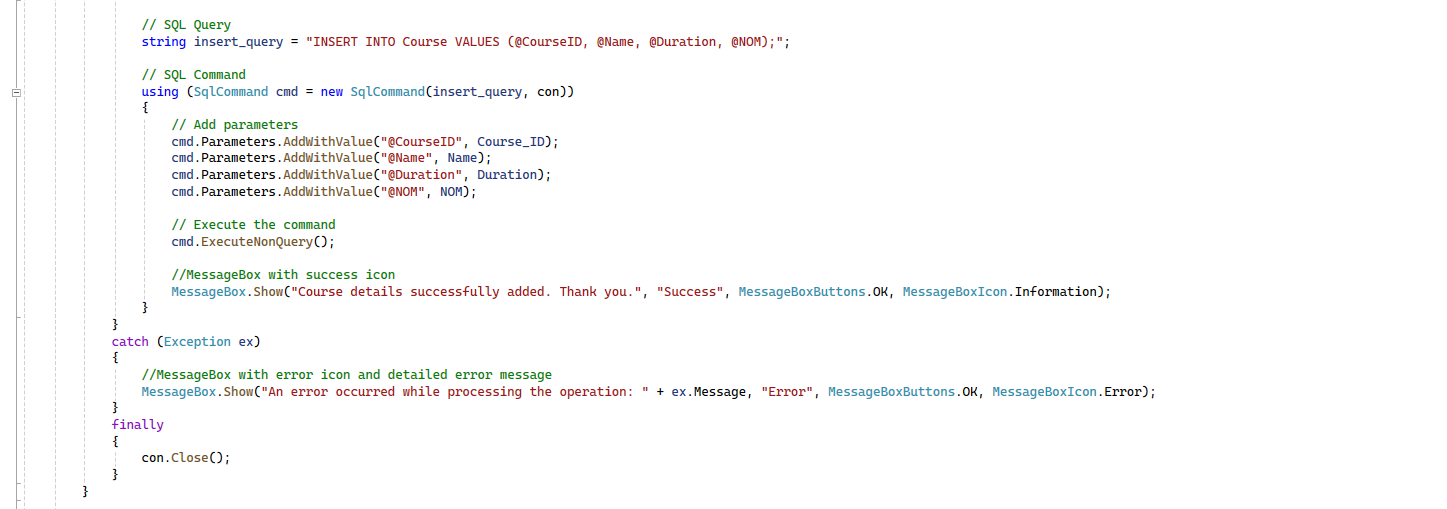 // SQL Query
string insert_query = "INSERT INTO Course VALUES (@CourseID, @Name, @Duration, @NOM);";
// SQL Command
using (SqlCommand cmd = new SqlCommand(insert_query, con))
{
// Add parameters
cmd.Parameters.AddWithValue("@CourseID", Course_ID);
cmd.Parameters.AddWithValue("@Name", Name);
cmd.Parameters.AddWithValue("@Duration", Duration);
cmd.Parameters.AddWithValue("@NOM", NOM);
// Execute the command
cmd.ExecuteNonQuery();
//MessageBox with success icon
MessageBox.Show("Course details successfully added. Thank you.", "Success", MessageBoxButtons.OK, MessageBoxIcon.Information);
}
}
catch (Exception ex)
{
//MessageBox with error icon and detailed error message
MessageBox.Show("An error occurred while processing the operation: " + ex.Message, "Error", MessageBoxButtons.OK, MessageBoxIcon.Error);
}
finally
{
con.Close();
}
}